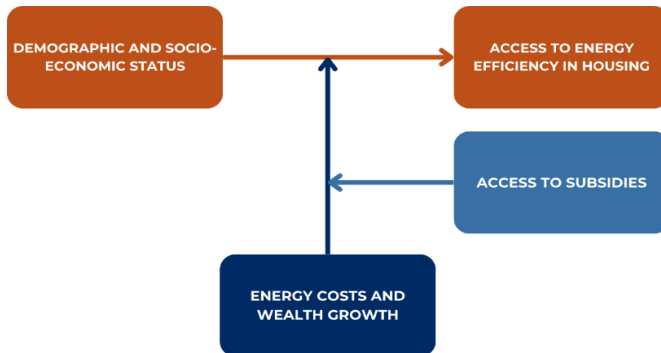 DEMOGRAPHIC AND SOCIO-
ECONOMIC STATUS
ACCESS TO ENERGY
EFFICIENCY IN HOUSING
ACCESS TO SUBSIDIES
ENERGY COSTS AND
WEALTH GROWTH